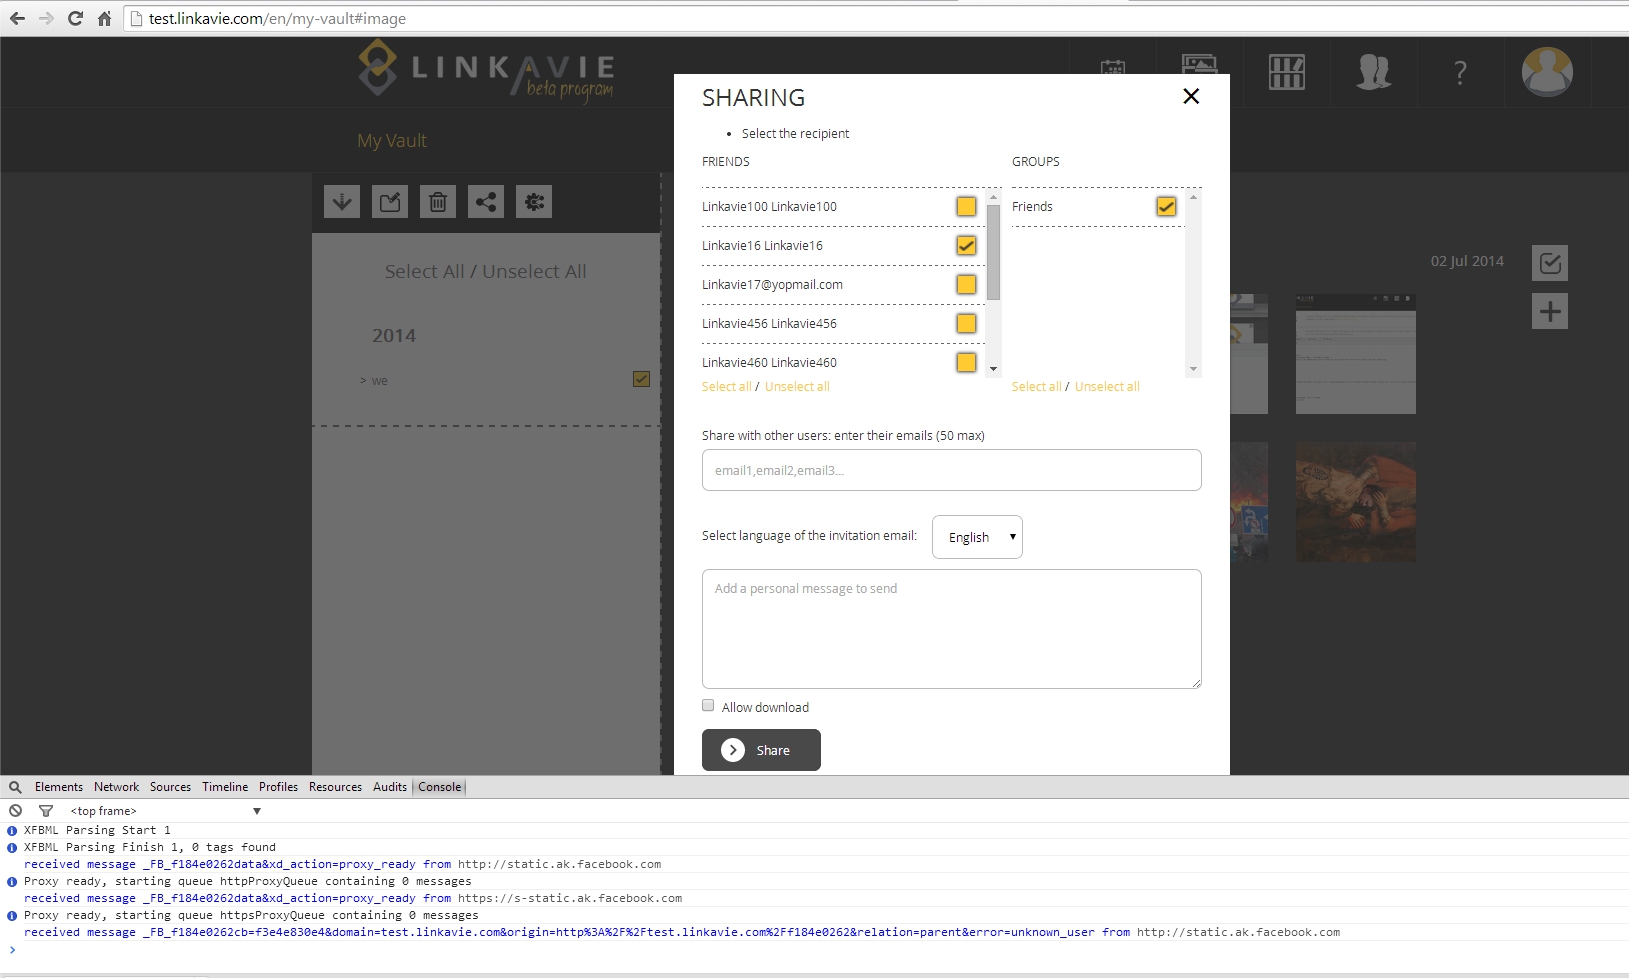 test.linkavie.com/en/my-vault#image
LINKAVIE
beta program
?
My Vault
SHARING
Select the recipient
FRIENDS
GROUPS
Linkavie100 Linkavie100
Friends
Linkavie16 Linkavie16
Linkavie17@yopmail.com
Linkavie456 Linkavie456
Linkavie460 Linkavie460
Select all / Unselect all
Select all / Unselect all
Share with other users: enter their emails (50 max)
email1,email2,email3...
Select language of the invitation email:
English
Add a personal message to send
Allow download
Share
Select All / Unselect All
2014
> we
02 Jul 2014
Elements Network Sources Timeline Profiles Resources Audits Console
<top frame>
XFBML Parsing Start 1
XFBML Parsing Finish 1, 0 tags found
received message _FB_f184e0262data&xd_action=proxy_ready from http://static.ak.facebook.com
Proxy ready, starting queue httpProxyQueue containing 0 messages
received message _FB_f184e0262data&xd_action=proxy_ready from https://s-static.ak.facebook.com
Proxy ready, starting queue httpsProxyQueue containing 0 messages
received message _FB_f184e0262cb=f3e4e830e4&domain=test.linkavie.com&origin=http%3A%2F%2Ftest.linkavie.com%2Ff184e0262&relation=parent&error=unknown_user from http://static.ak.facebook.com
>